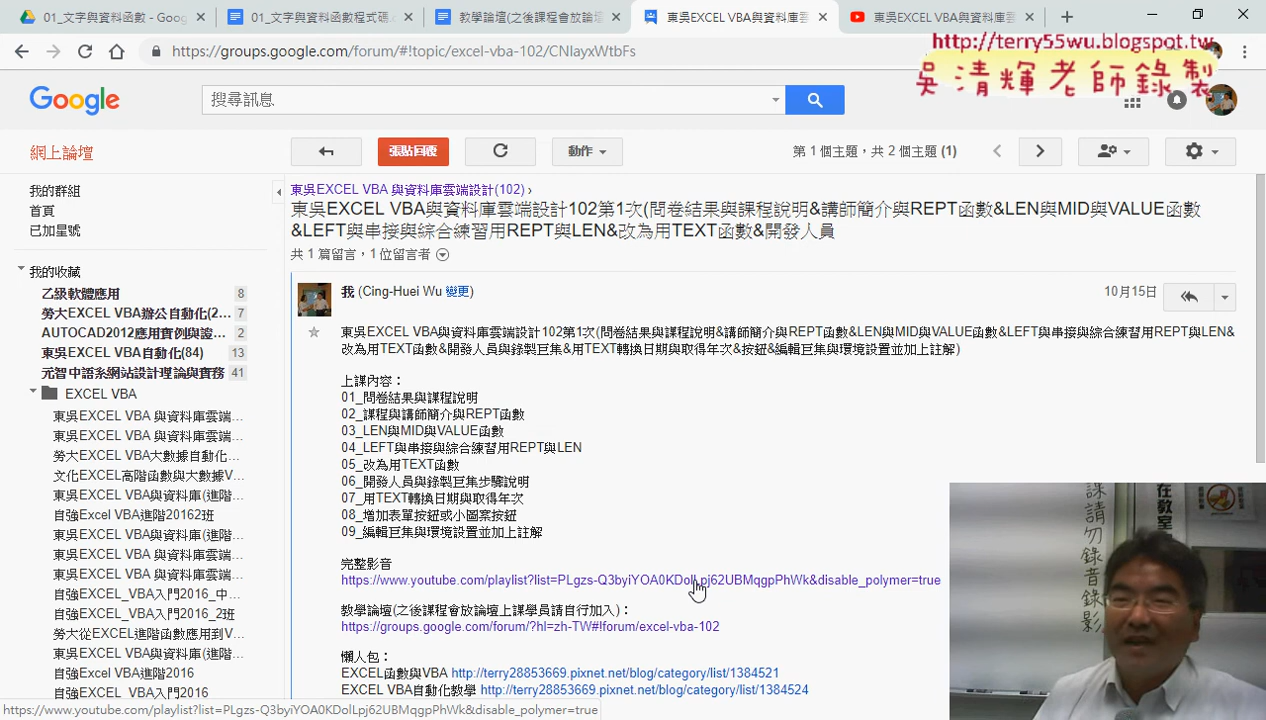 01_文字與資料函數 - Goog
01_文字與資料函數程式碼.c
教學論壇(之後課程會放論壇
東吳EXCEL VBA與資料庫雲
東吳EXCEL VBA與資料庫雲
https://groups.google.com/forum/#!topic/excel-vba-102/CNIayxWtbFs
http://terry55wu.blogspot.tw
吳清輝老師錄製
Google
搜尋訊息
網上論壇
張貼回覆
動作
第 1 個主題，共 2 個主題 (1)
我的群組
首頁
已加星號
我的收藏
乙級軟體應用 8
勞大EXCEL VBA辦公自動化(2... 7
AUTOCAD2012應用實例與證... 2
東吳EXCEL VBA自動化(84) 13
元智中語系網站設計理論與實務 41
EXCEL VBA
東吳EXCEL VBA 與資料庫雲端...
東吳EXCEL VBA 與資料庫雲端...
勞大EXCEL VBA大數據自動化...
文化EXCEL高階函數與大數據V...
東吳EXCEL VBA與資料庫(進階...
自強Excel VBA進階20162班
東吳EXCEL VBA與資料庫(進階...
東吳EXCEL VBA 與資料庫雲端...
東吳EXCEL VBA 與資料庫雲端...
自強EXCEL_VBA入門2016_中...
自強EXCEL_VBA入門2016_2班
勞大從EXCEL進階函數應用到V...
東吳EXCEL VBA與資料庫(進階...
自強Excel VBA進階2016
自強EXCEL_VBA入門2016
東吳EXCEL VBA 與資料庫雲端設計(102) ›
東吳EXCEL VBA與資料庫雲端設計102第1次(問卷結果與課程說明&講師簡介與REPT函數&LEN與MID與VALUE函數
&LEFT與串接與綜合練習用REPT與LEN&改為用TEXT函數&開發人員
共 1 篇留言，1 位留言者
我 (Cing-Huei Wu 變更)
10月15日
東吳EXCEL VBA與資料庫雲端設計102第1次(問卷結果與課程說明&講師簡介與REPT函數&LEN與MID與VALUE函數&LEFT與串接與綜合練習用REPT與LEN&
改為用TEXT函數&開發人員&錄製巨集&用TEXT轉換日期與取得年次&按鈕&編輯巨集與環境設置並加上註解)
上課內容：
01_問卷結果與課程說明
02_課程與講師簡介與REPT函數
03_LEN與MID與VALUE函數
04_LEFT與串接與綜合練習用REPT與LEN
05_改為用TEXT函數
06_開發人員與錄製巨集步驟說明
07_用TEXT轉換日期與取得年次
08_增加表單按鈕或小圖案按鈕
09_編輯巨集與環境設置並加上註解
完整影音
https://www.youtube.com/playlist?list=PLgzs-Q3byiYOA0KDolLpj62UBMqgpPhWk&disable_polymer=true
教學論壇(之後課程會放論壇上課學員請自行加入)：
https://groups.google.com/forum/?hl=zh-TW#!forum/excel-vba-102
懶人包：
EXCEL函數與VBA http://terry28853669.pixnet.net/blog/category/list/1384521
EXCEL VBA自動化教學 http://terry28853669.pixnet.net/blog/category/list/1384524
https://www.youtube.com/playlist?list=PLgzs-Q3byiYOA0KDolLpj62UBMqgpPhWk&disable_polymer=true
課請勿錄音錄影
在教室